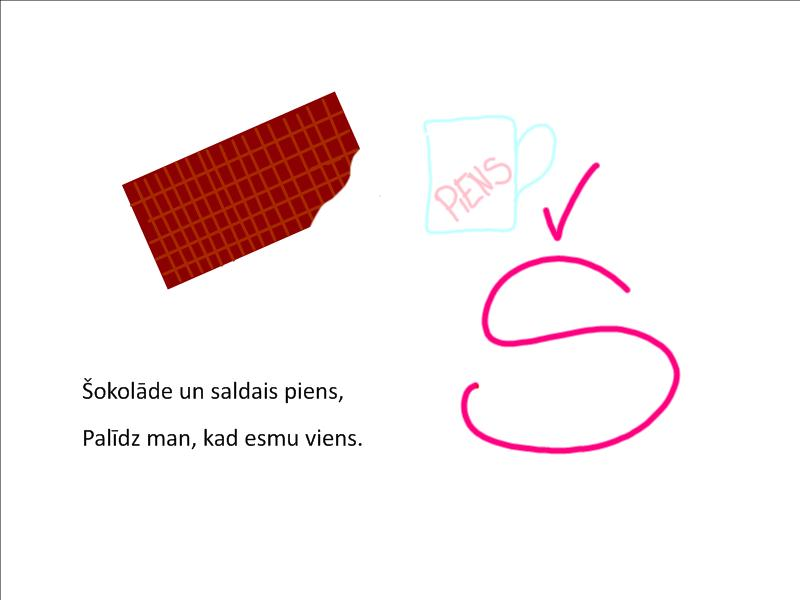 PIENS
Š
Šokolāde un saldais piens,
Palīdz man, kad esmu viens.